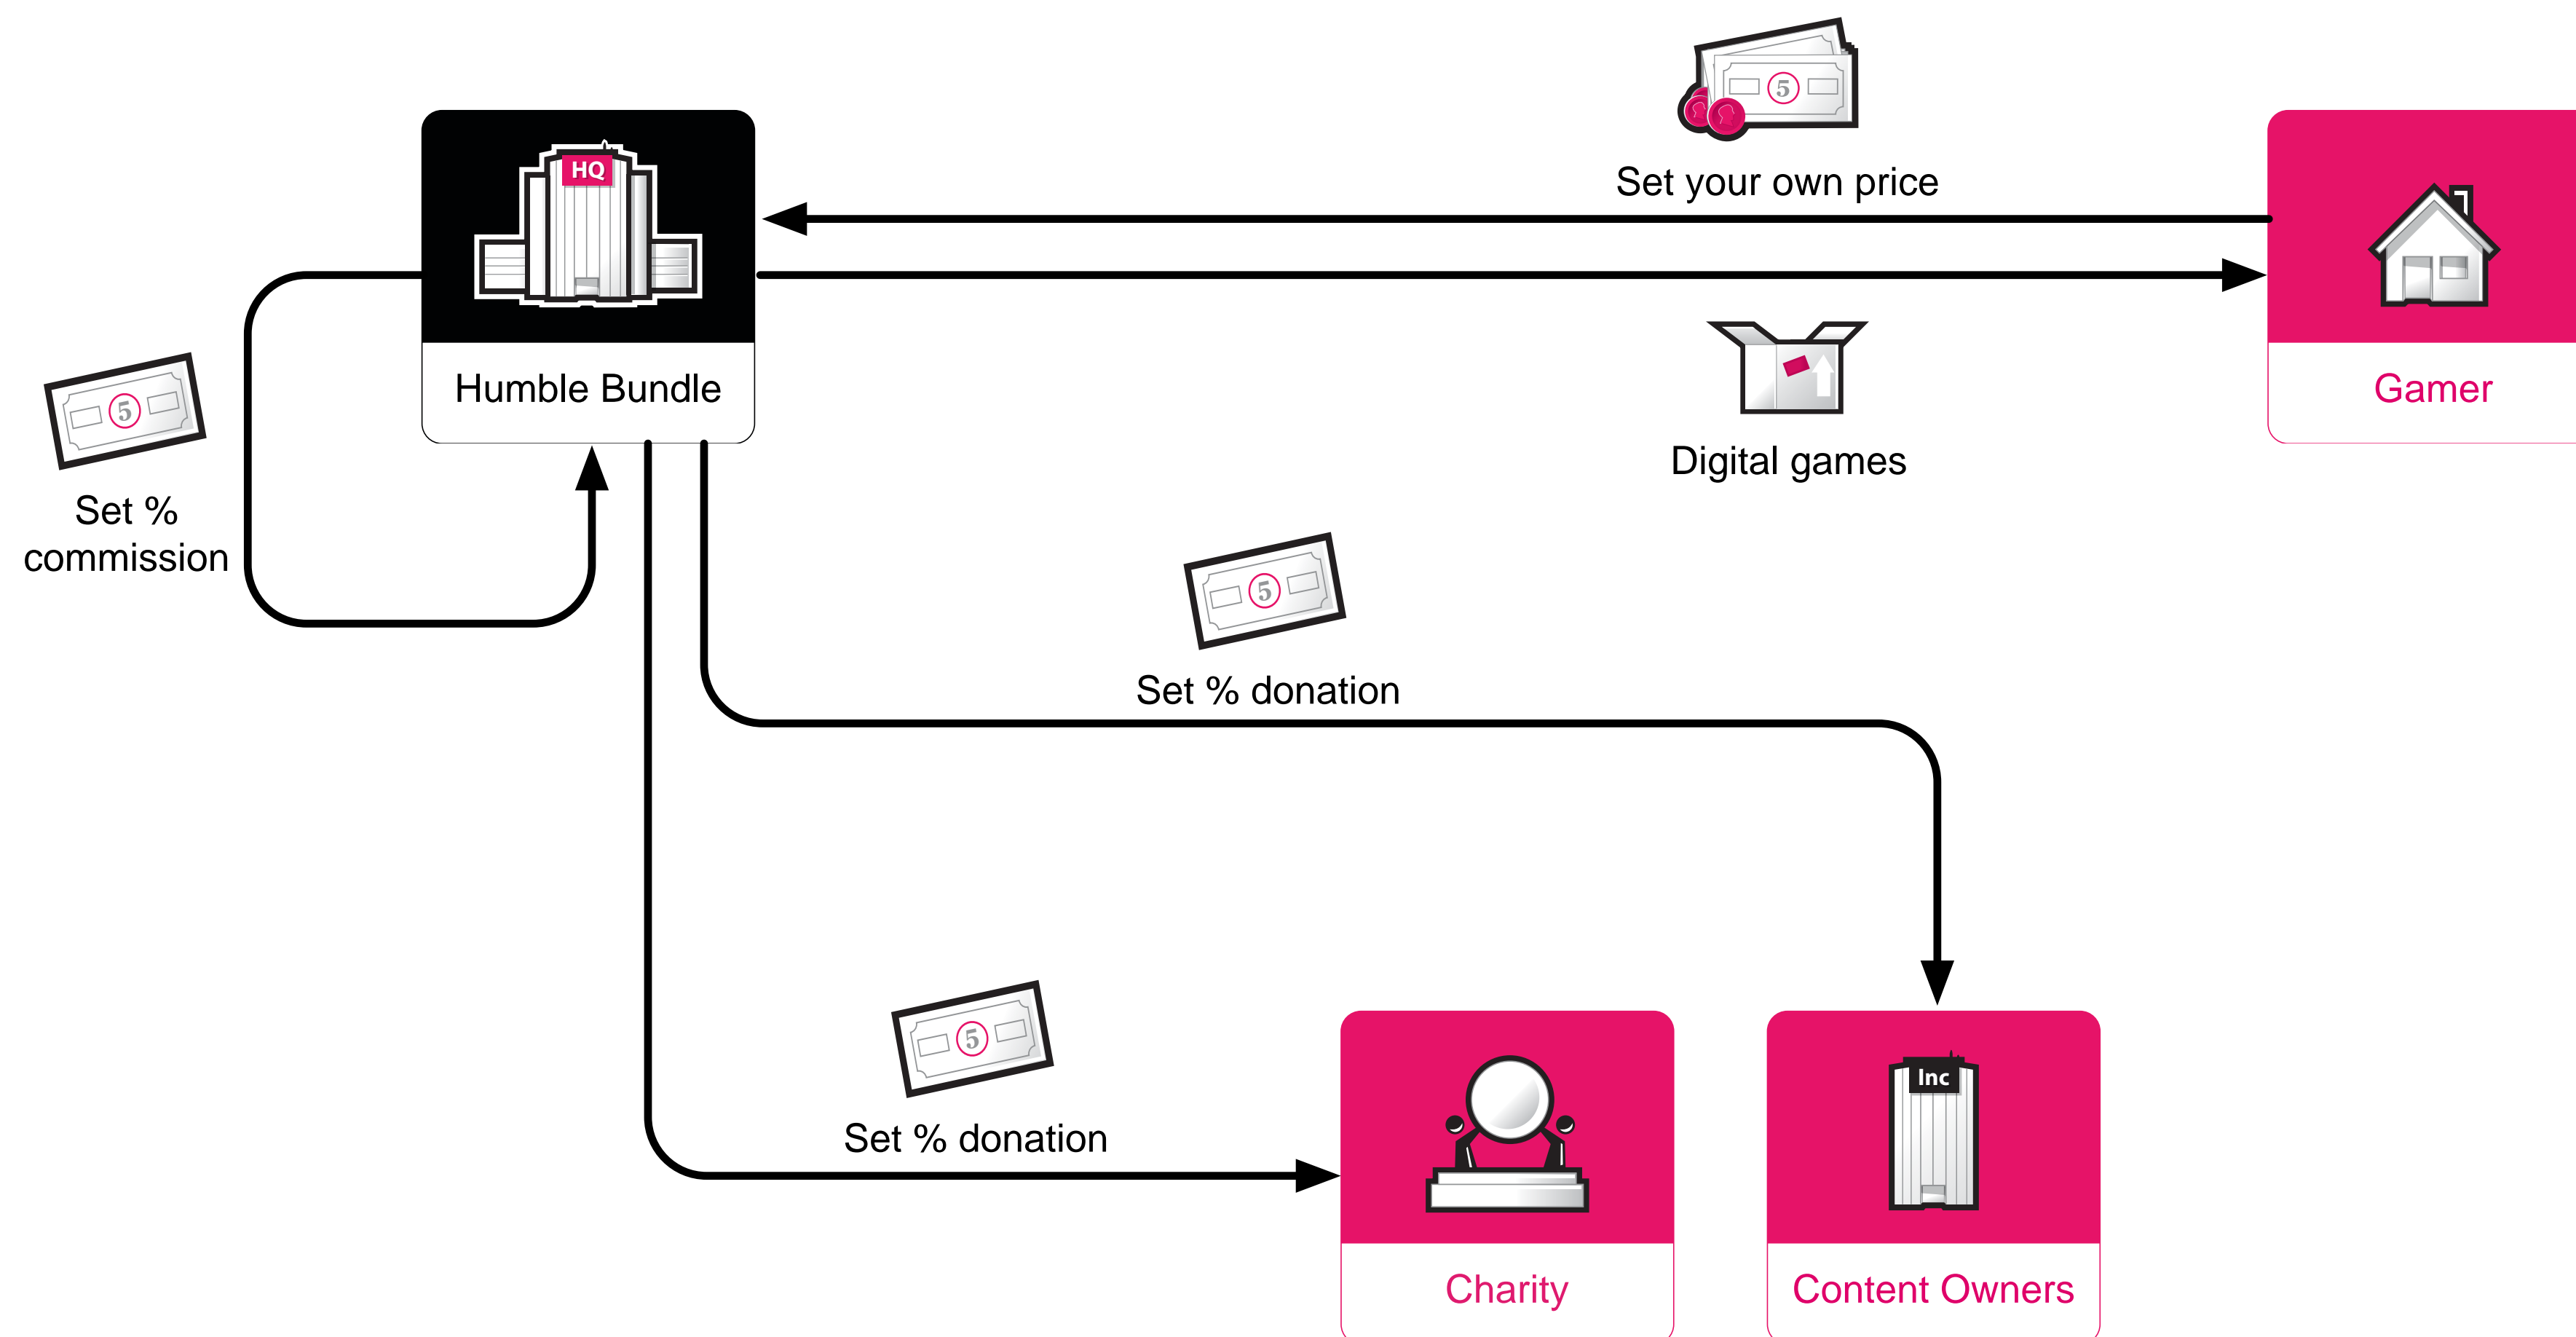 5
Set your own price
HQ
Humble Bundle
Gamer
Digital games
5
Set %
commission
5
Set % donation
5
Set % donation
Inc
Charity
Content Owners